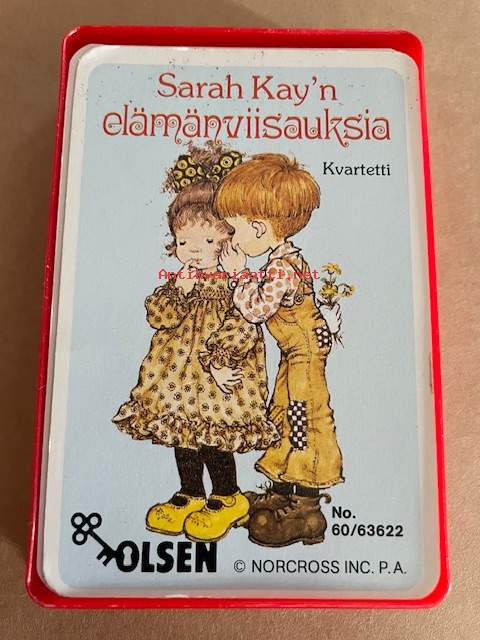 Sarah Kay'n
elämänviisauksia
Kvartetti
Antikvariaatti.net
No.
60/63622
OLSEN
© NORCROSS INC. P.A.